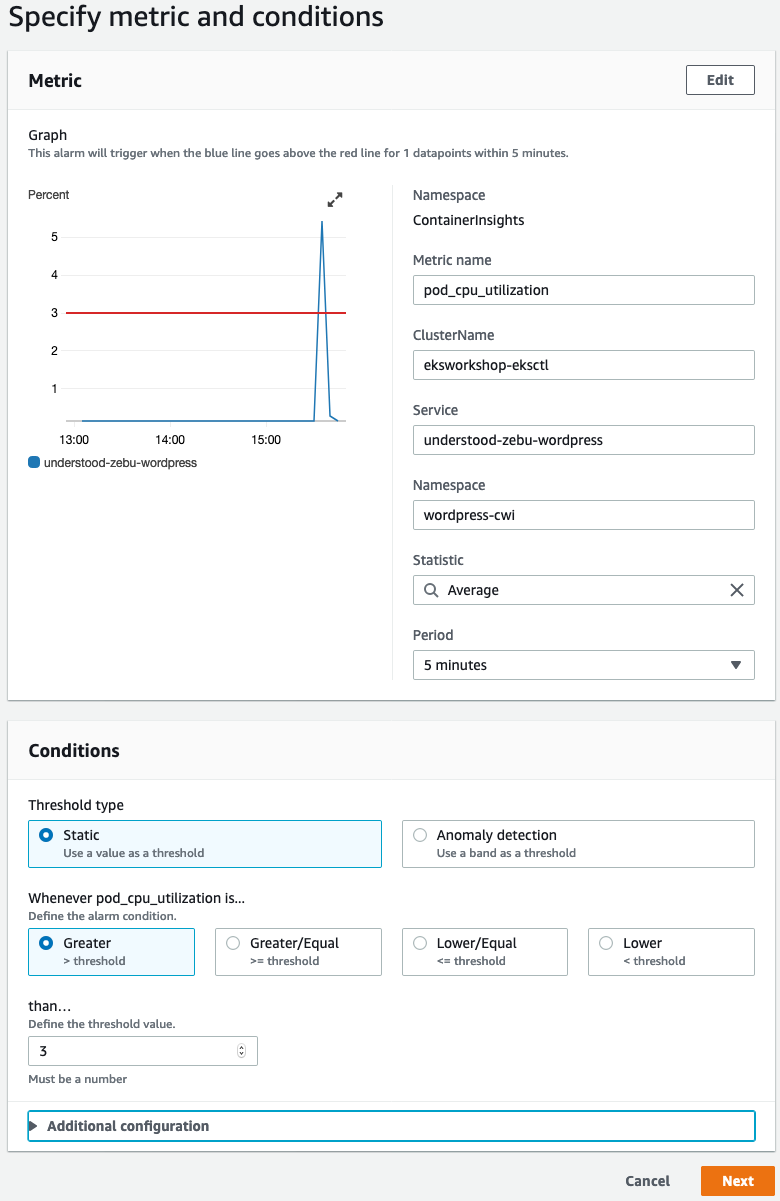 Specify metric and conditions
Metric
Edit
Graph
This alarm will trigger when the blue line goes above the red line for 1 datapoints within 5 minutes.
Percent
5
4
3
2
1
13:00
14:00
15:00
understood-zebu-wordpress
Namespace
ContainerInsights
Metric name
pod_cpu_utilization
ClusterName
eksworkshop-eksctl
Service
understood-zebu-wordpress
Namespace
wordpress-cwi
Statistic
Average
Period
5 minutes
Conditions
Threshold type
Static
Use a value as a threshold
Anomaly detection
Use a band as a threshold
Whenever pod_cpu_utilization is...
Define the alarm condition.
Greater
> threshold
Greater/Equal
>= threshold
Lower/Equal
<= threshold
Lower
< threshold
than...
Define the threshold value.
3
Must be a number
Additional configuration
Cancel
Next